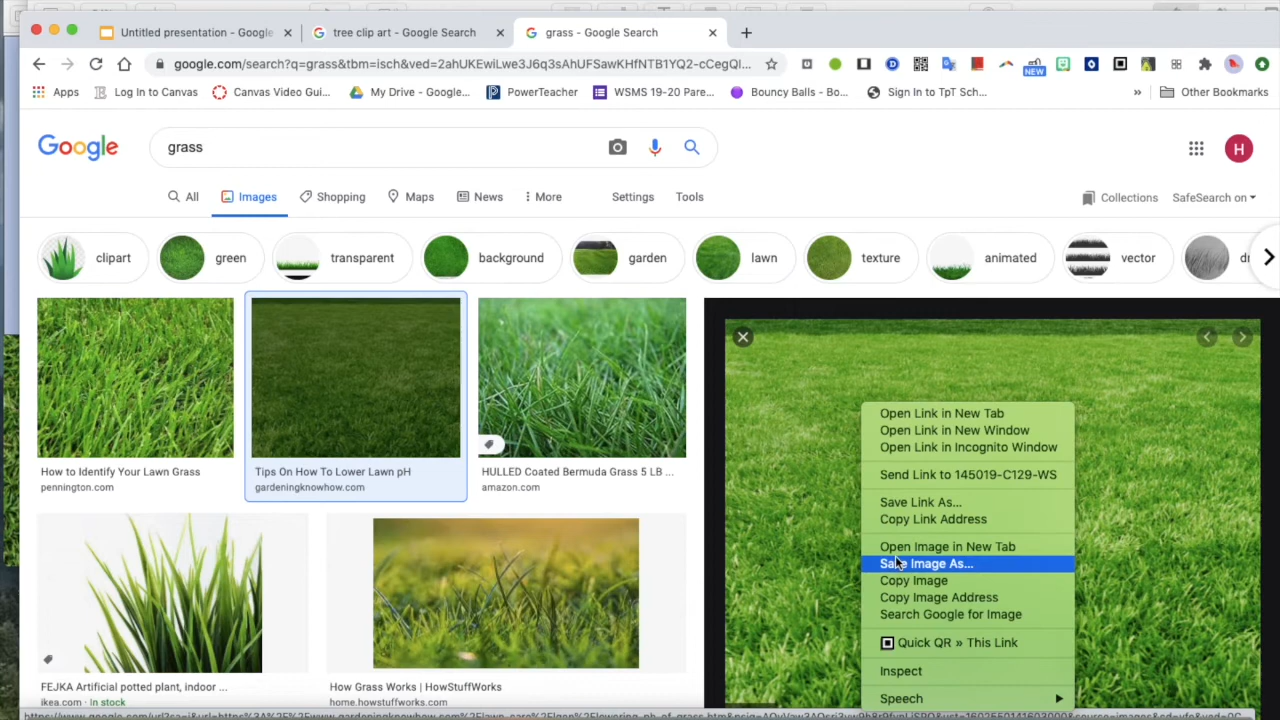 Untitled presentation - Google
tree clip art - Google Search
grass - Google Search
google.com/search?q=grass&tbm=isch&ved=2ahUKEwiLwe3J6q3sAhUFSawKHfNTB1YQ2-cCegQI...
NEW
Apps
Log In to Canvas
Canvas Video Gui...
My Drive - Google...
PowerTeacher
WSMS 19-20 Pare...
Bouncy Balls - Bo...
Sign In to TpT Sch...
»
Other Bookmarks
Google
grass
H
All
Images
Shopping
Maps
News
More
Settings
Tools
Collections
SafeSearch on
clipart
green
transparent
background
garden
lawn
texture
animated
vector
How to Identify Your Lawn Grass
pennington.com
Tips On How To Lower Lawn pH
gardeningknowhow.com
HULLED Coated Bermuda Grass 5 LB ...
amazon.com
FEJKA Artificial potted plant, indoor ...
ikea.com · In stock
How Grass Works | HowStuffWorks
home.howstuffworks.com
Open Link in New Tab
Open Link in New Window
Open Link in Incognito Window
Send Link to 145019-C129-WS
Save Link As...
Copy Link Address
Open Image in New Tab
Save Image As...
Copy Image
Copy Image Address
Search Google for Image
Quick QR » This Link
Inspect
Speech